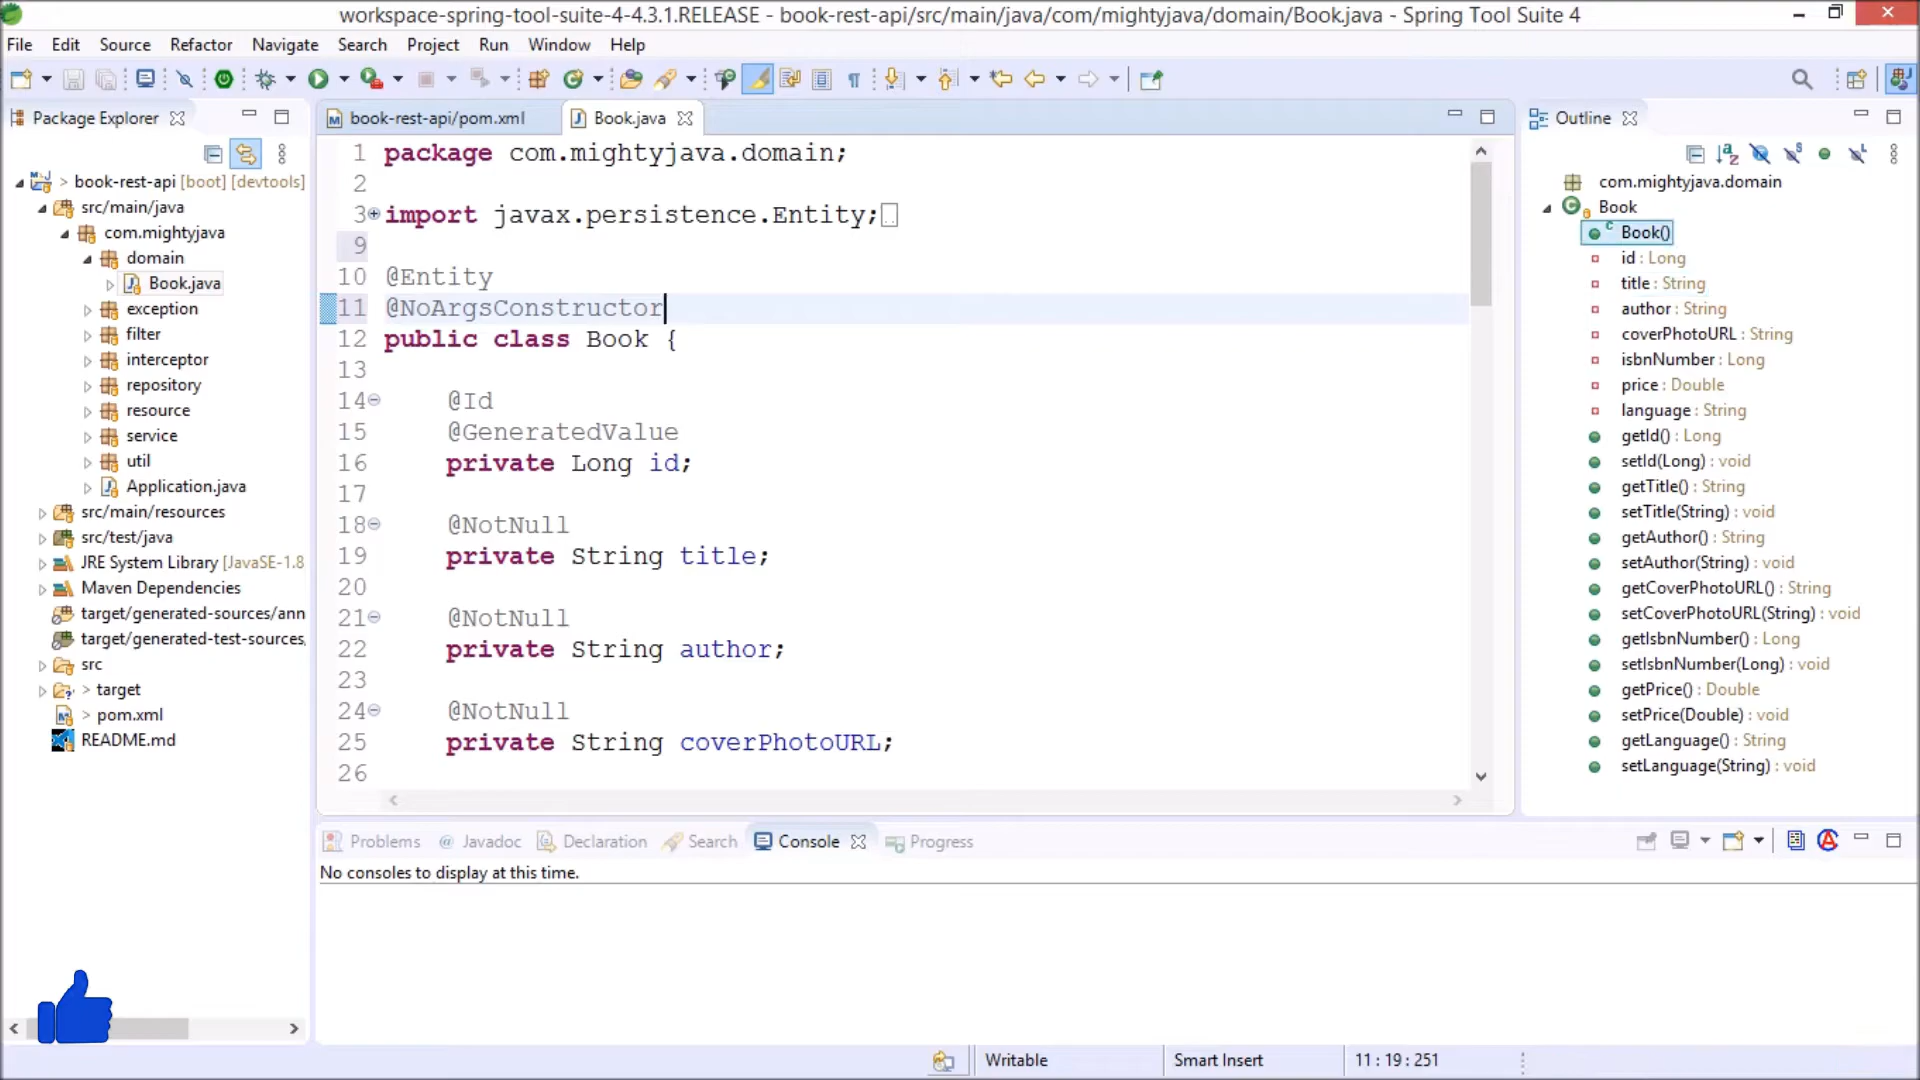 workspace-spring-tool-suite-4-4.3.1.RELEASE - book-rest-api/src/main/java/com/mightyjava/domain/Book.java - Spring Tool Suite 4
File Edit Source Refactor Navigate Search Project Run Window Help
Package Explorer
> book-rest-api [boot] [devtools]
src/main/java
com.mightyjava
domain
Book.java
exception
filter
interceptor
repository
resource
service
util
Application.java
src/main/resources
src/test/java
JRE System Library [JavaSE-1.8
Maven Dependencies
target/generated-sources/ann
target/generated-test-sources,
src
> target
> pom.xml
README.md
book-rest-api/pom.xml
Book.java
1 package com.mightyjava.domain;
2
3 import javax.persistence.Entity;
9
10 @Entity
11 @NoArgsConstructor
12 public class Book {
13
14 @Id
15 @GeneratedValue
16 private Long id;
17
18 @NotNull
19 private String title;
20
21 @NotNull
22 private String author;
23
24 @NotNull
25 private String coverPhotoURL;
26
Outline
com.mightyjava.domain
Book
Book()
id : Long
title : String
author : String
coverPhotoURL : String
isbnNumber : Long
price : Double
language : String
getId() : Long
setId(Long) : void
getTitle() : String
setTitle(String) : void
getAuthor() : String
setAuthor(String) : void
getCoverPhotoURL() : String
setCoverPhotoURL(String) : void
getIsbnNumber() : Long
setIsbnNumber(Long) : void
getPrice() : Double
setPrice(Double) : void
getLanguage() : String
setLanguage(String) : void
Problems @ Javadoc Declaration Search Console Progress
No consoles to display at this time.
Writable Smart Insert 11 : 19 : 251